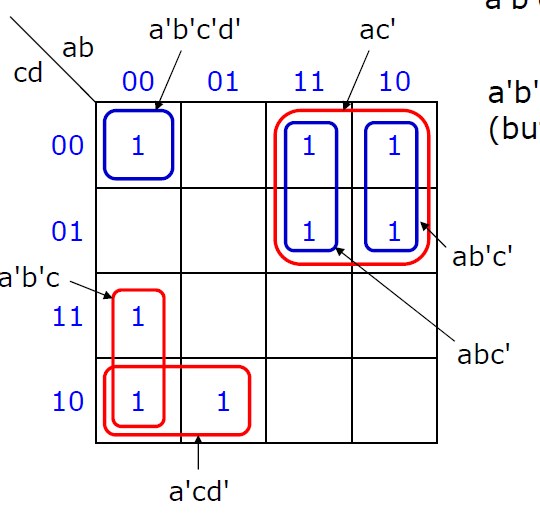 a'b'c'd' ac'
ab
cd
00 01 11 10
a'b'
(bu
00 1 1 1
01 1 1
ab'c'
a'b'c
11 1
abc'
10 1 1
a'cd'